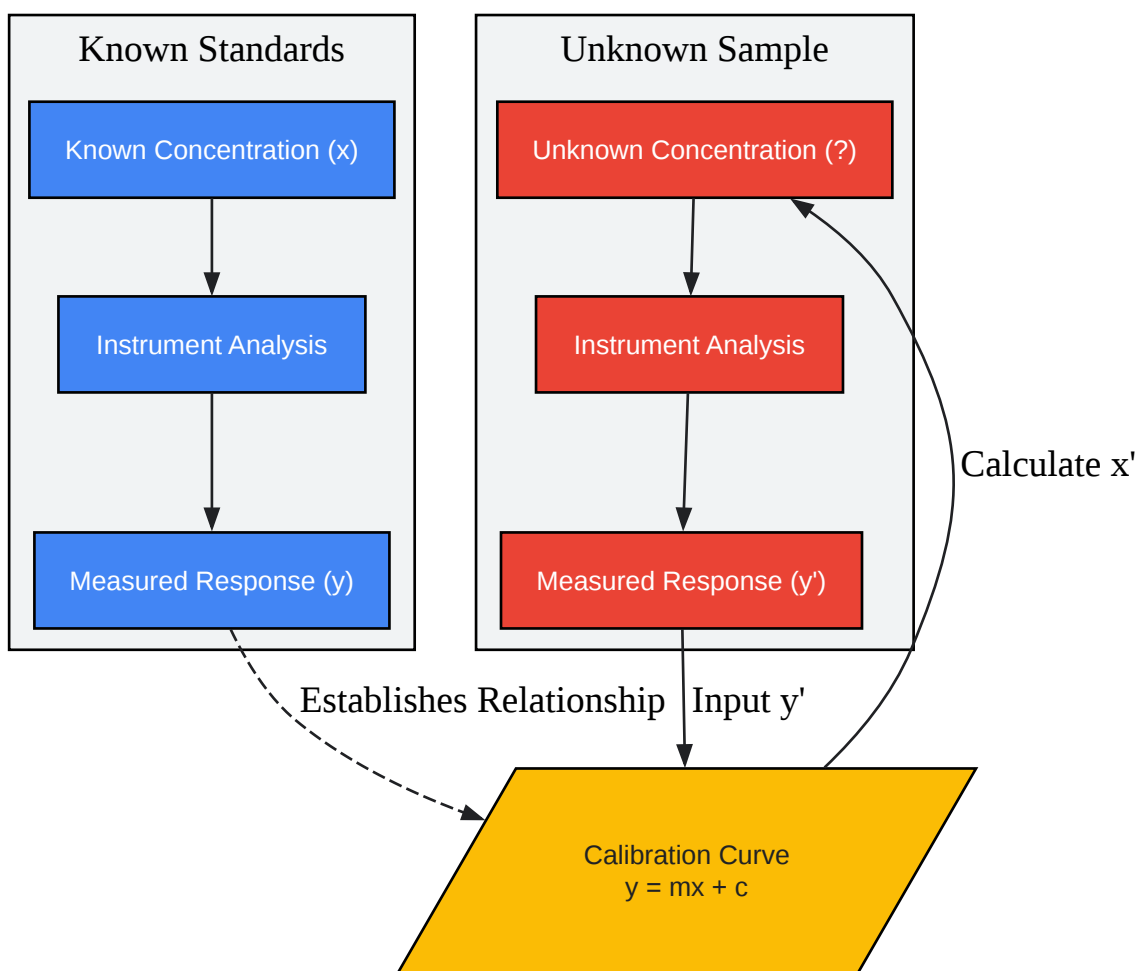 Known Standards
Known Concentration (x)
Instrument Analysis
Measured Response (y)
Unknown Sample
Unknown Concentration (?)
Instrument Analysis
Measured Response (y')
Calculate x'
Establishes Relationship
Input y'
Calibration Curve
y = mx + c